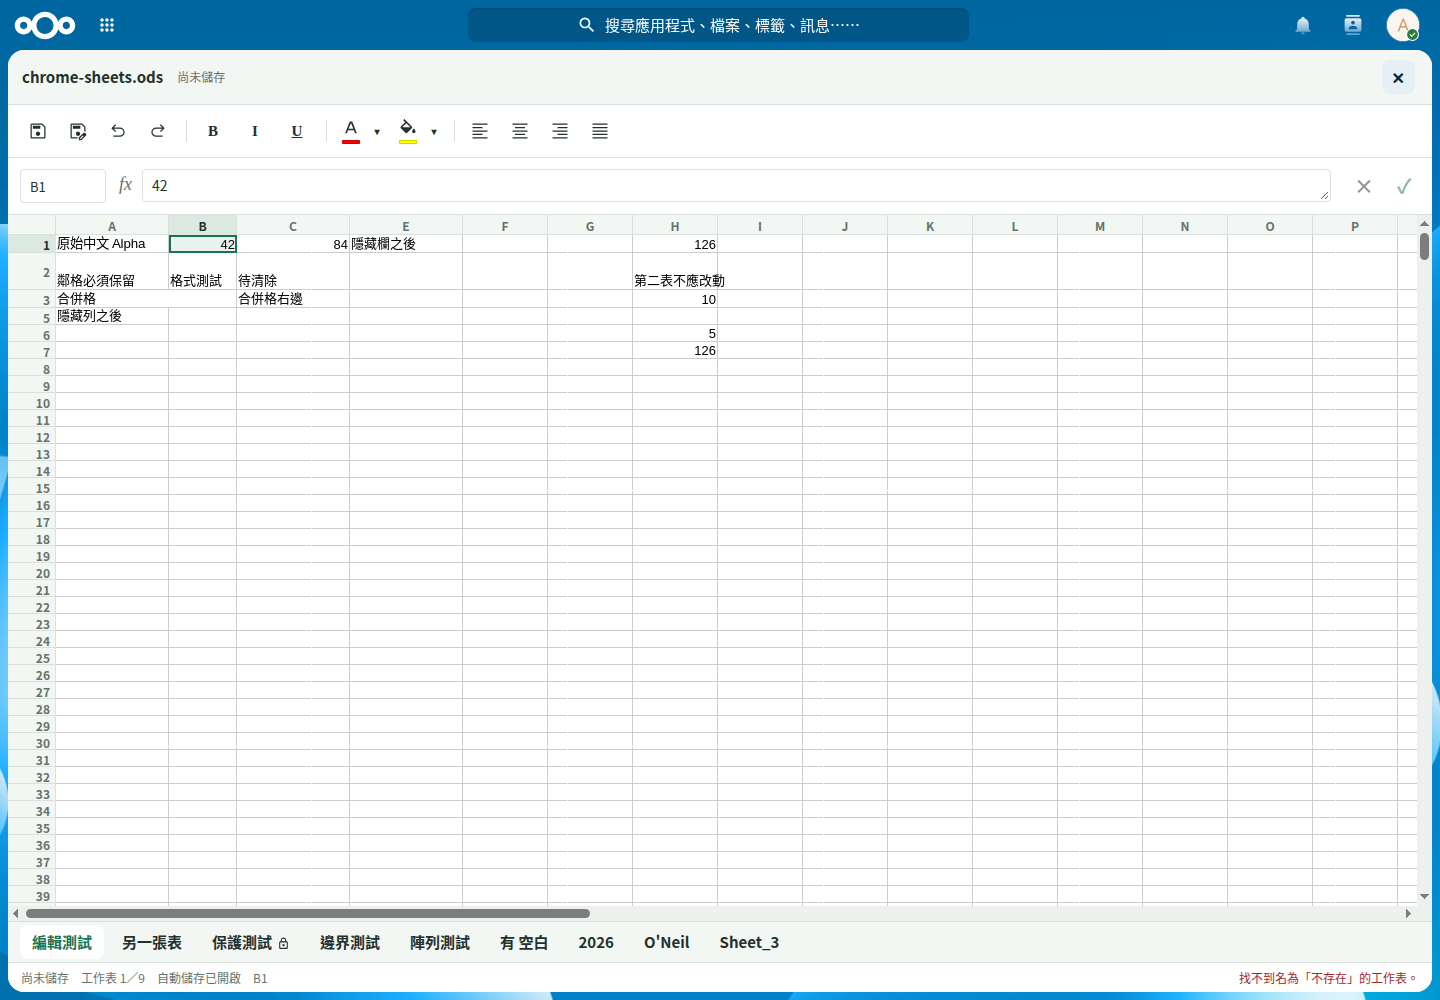 搜尋應用程式、檔案、標籤、訊息……
A
chrome-sheets.ods 尚未儲存
B I U A
B1 fx 42
A B C E F G H I J K L M N O P
1 原始中文 Alpha 42 84 隱藏欄之後 126
2 鄰格必須保留 格式測試 待清除 第二表不應改動
3 合併格 合併格右邊 10
5 隱藏列之後
6 5
7 126
8
9
10
11
12
13
14
15
16
17
18
19
20
21
22
23
24
25
26
27
28
29
30
31
32
33
34
35
36
37
38
39
編輯測試 另一張表 保護測試 邊界測試 陣列測試 有 空白 2026 O'Neil Sheet_3
尚未儲存 工作表 1／9 自動儲存已開啟 B1 找不到名為「不存在」的工作表。